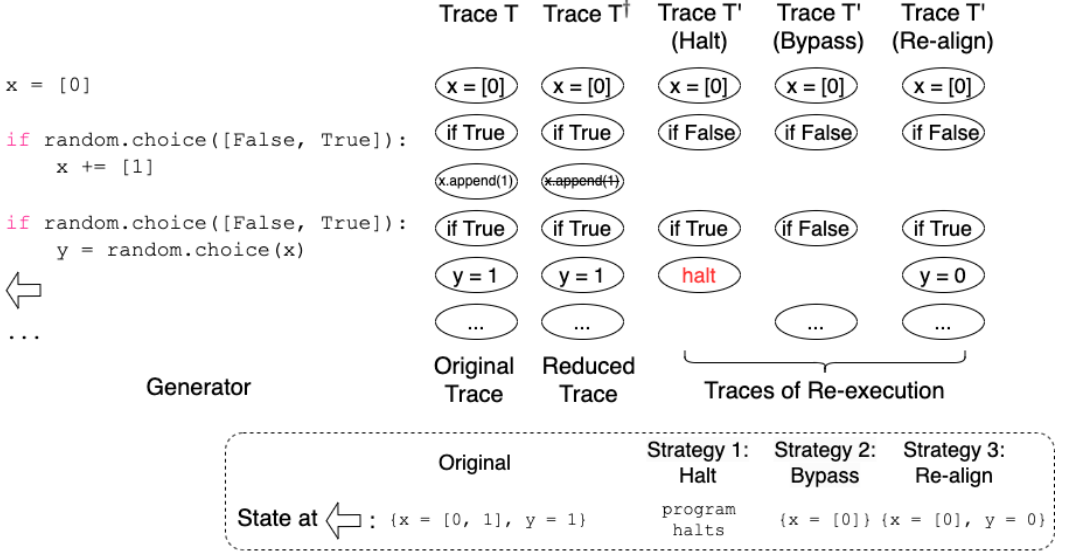 Trace T Trace T† Trace T' Trace T' Trace T'
(Halt) (Bypass) (Re-align)
x = [0] x = [0] x = [0] x = [0] x = [0] x = [0]
if random.choice([False, True]): if True if True if False if False if False
x += [1] x.append(1) x.append(1)
if random.choice([False, True]): if True if True if True if False if True
y = random.choice(x)
y = 1 y = 1 halt y = 0
... ... ... ... ...
Original Reduced
Trace Trace
Generator Traces of Re-execution
Strategy 1: Strategy 2: Strategy 3:
Original Halt Bypass Re-align
State at : {x = [0, 1], y = 1} program halts {x = [0]} {x = [0], y = 0}